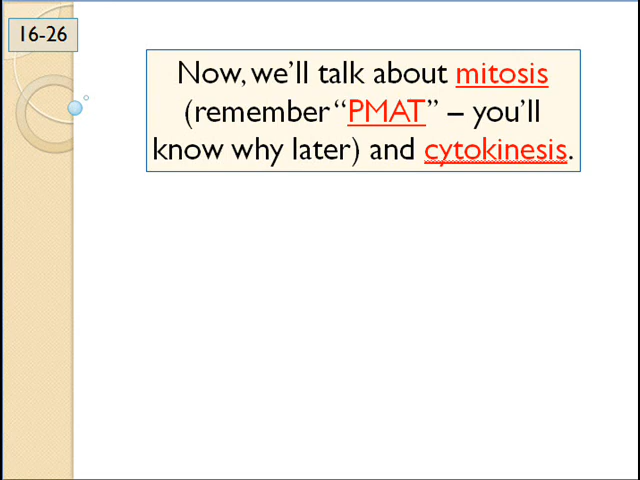 16-26
Now, we’ll talk about mitosis
(remember “PMAT” – you’ll
know why later) and cytokinesis.